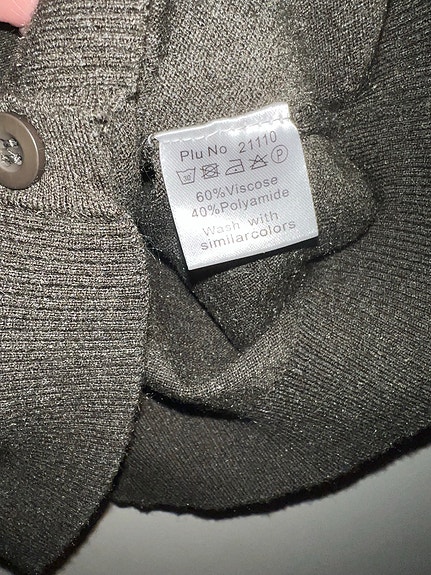 Plu No 21110
P
60%Viscose
40%Polyamide
Wash with
similarcolors